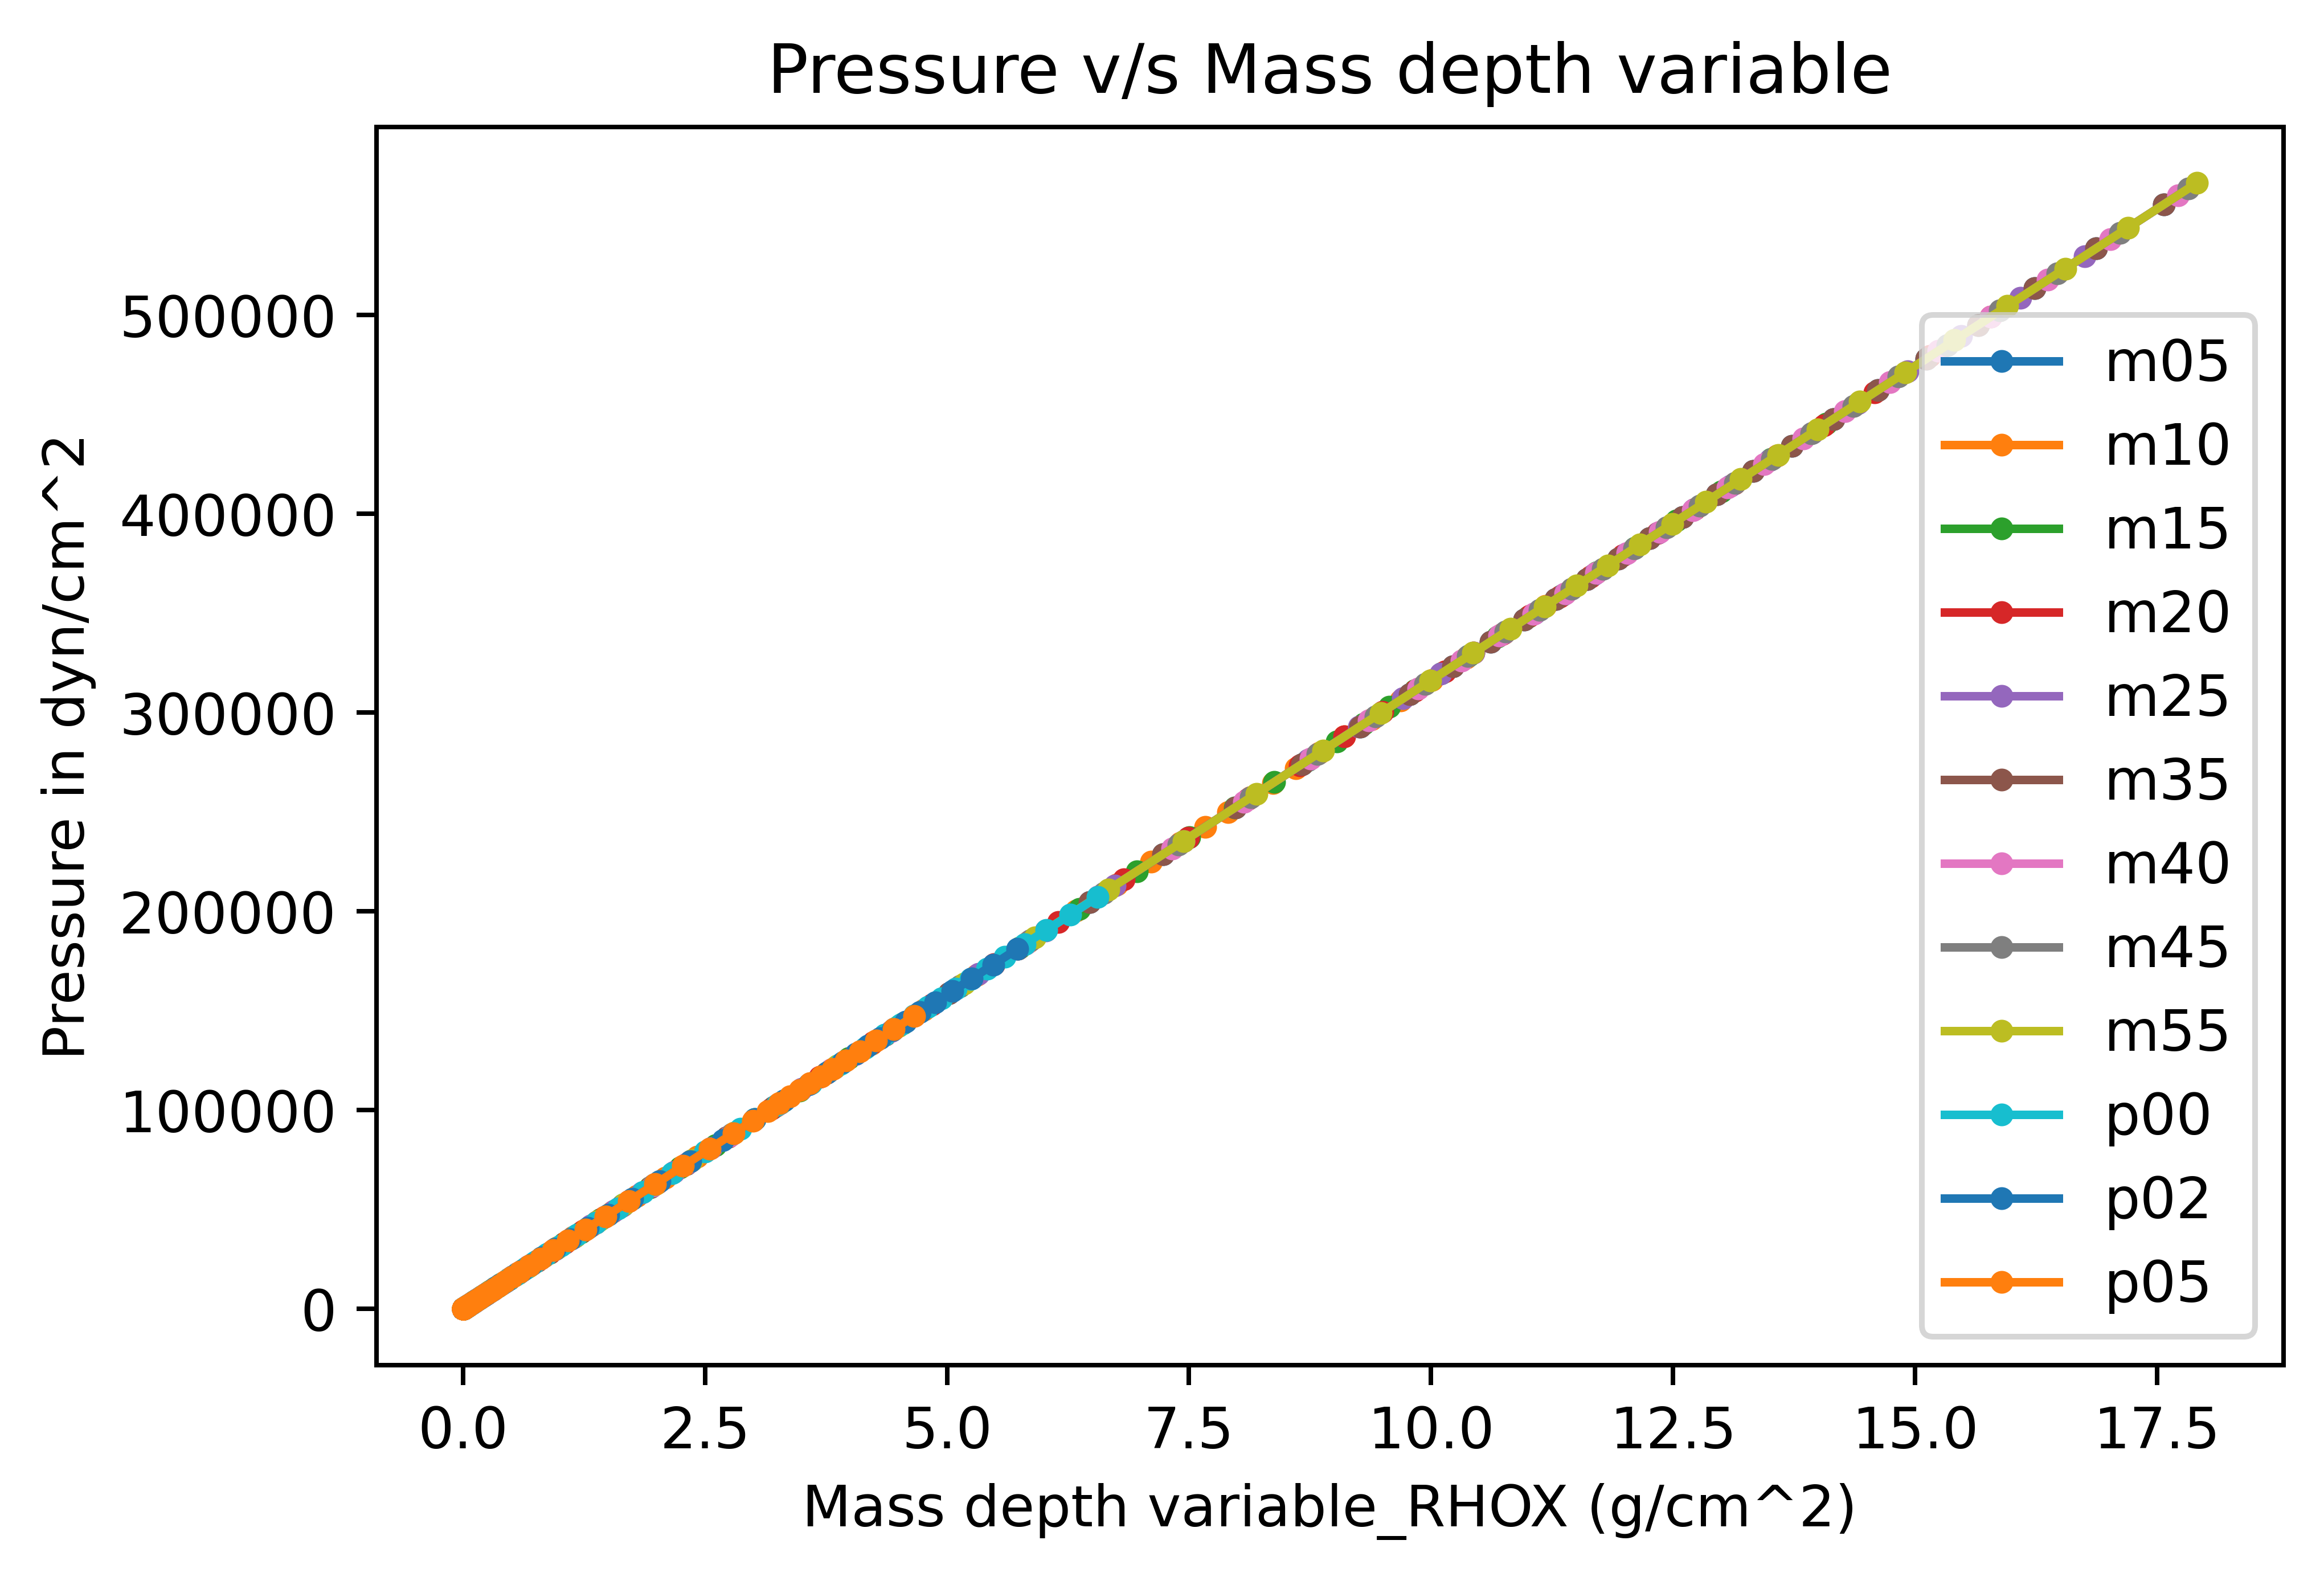 Pressure v/s Mass depth variable
Pressure in dyn/cm^2
500000
400000
300000
200000
100000
0
0.0 2.5 5.0 7.5 10.0 12.5 15.0 17.5
Mass depth variable_RHOX (g/cm^2)
m05
m10
m15
m20
m25
m35
m40
m45
m55
p00
p02
p05